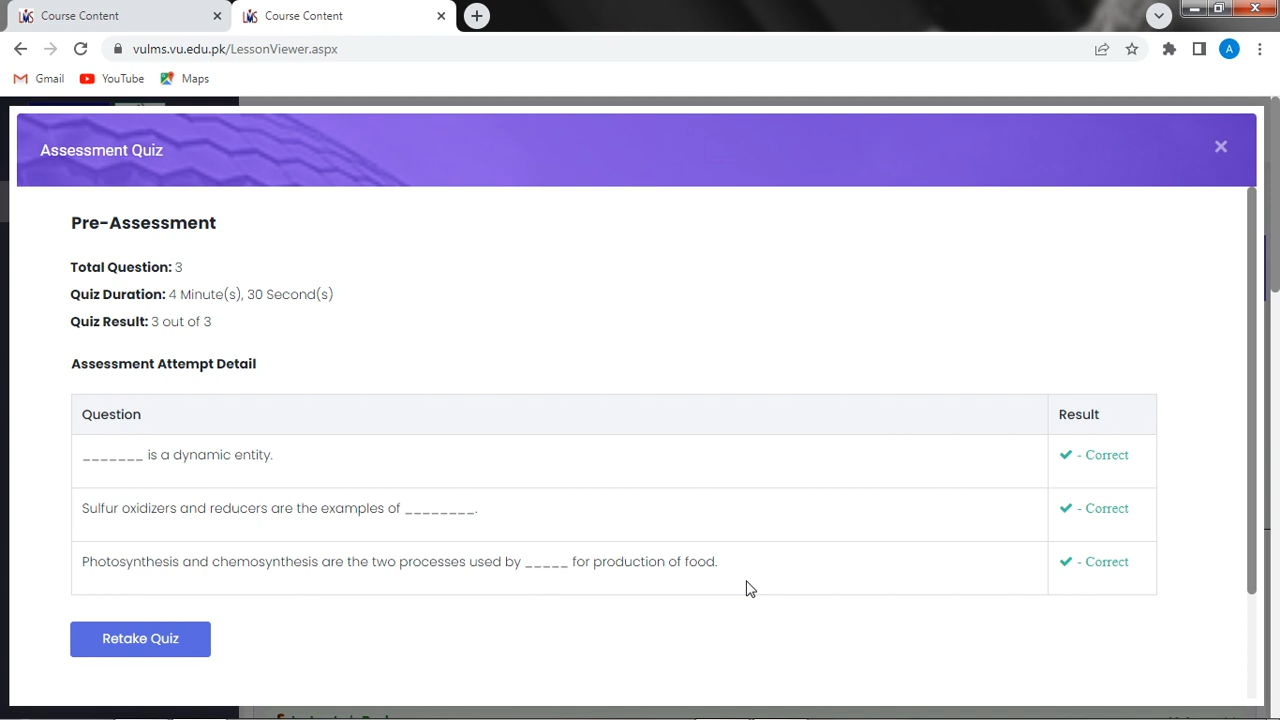 Course Content
Course Content
vulms.vu.edu.pk/LessonViewer.aspx
A
Gmail YouTube Maps
Assessment Quiz
Pre-Assessment
Total Question: 3
Quiz Duration: 4 Minute(s), 30 Second(s)
Quiz Result: 3 out of 3
Assessment Attempt Detail
Question Result
_______ is a dynamic entity. - Correct
Sulfur oxidizers and reducers are the examples of ________. - Correct
Photosynthesis and chemosynthesis are the two processes used by _____ for production of food. - Correct
Retake Quiz